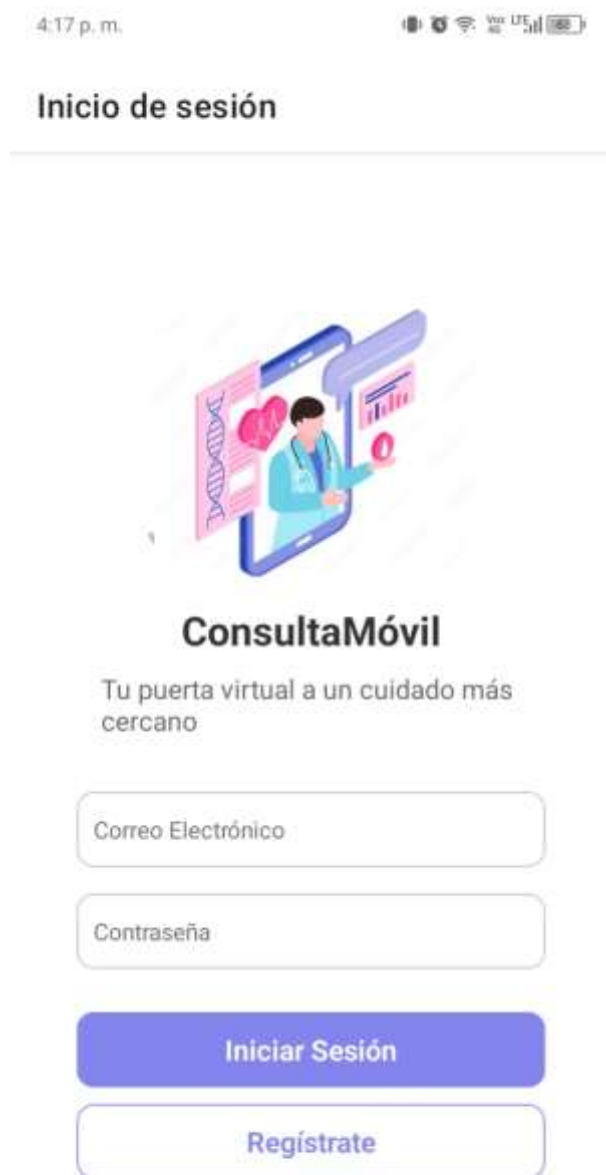 4:17 p. m.
Inicio de sesión
ConsultaMóvil
Tu puerta virtual a un cuidado más
cercano
Correo Electrónico
Contraseña
Iniciar Sesión
Regístrate